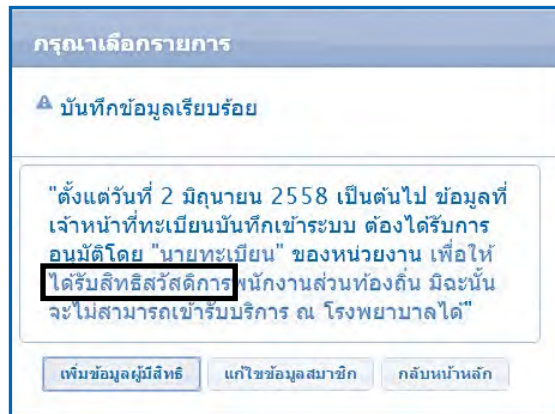 กรุณาเลือกรายการ
บันทึกข้อมูลเรียบร้อย
"ตั้งแต่วันที่ 2 มิถุนายน 2558 เป็นต้นไป ข้อมูลที่
เจ้าหน้าที่ทะเบียนบันทึกเข้าระบบ ต้องได้รับการ
อนุมัติโดย "นายทะเบียน" ของหน่วยงาน เพื่อให้
ได้รับสิทธิสวัสดิการพนักงานส่วนท้องถิ่น มิฉะนั้น
จะไม่สามารถเข้ารับบริการ ณ โรงพยาบาลได้"
เพิ่มข้อมูลผู้มีสิทธิ แก้ไขข้อมูลสมาชิก กลับหน้าหลัก